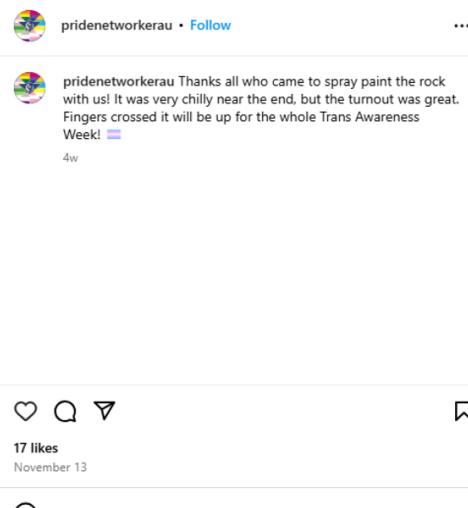 pridenetworkerau • Follow
pridenetworkerau Thanks all who came to spray paint the rock
with us! It was very chilly near the end, but the turnout was great.
Fingers crossed it will be up for the whole Trans Awareness
Week!
4w
17 likes
November 13